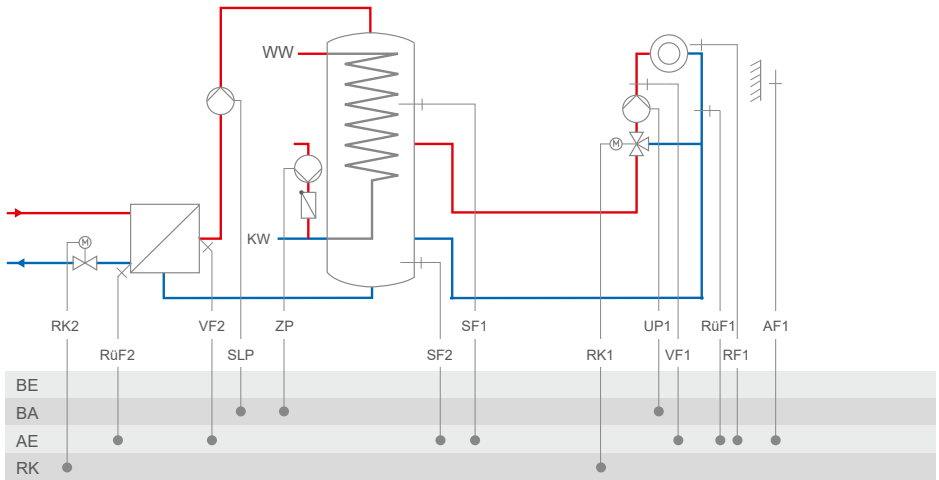 WW
M
KW
M
RK2 VF2 ZP SF1 UP1 RüF1 AF1
RüF2 SLP SF2 RK1 VF1 RF1
BE
BA
AE
RK